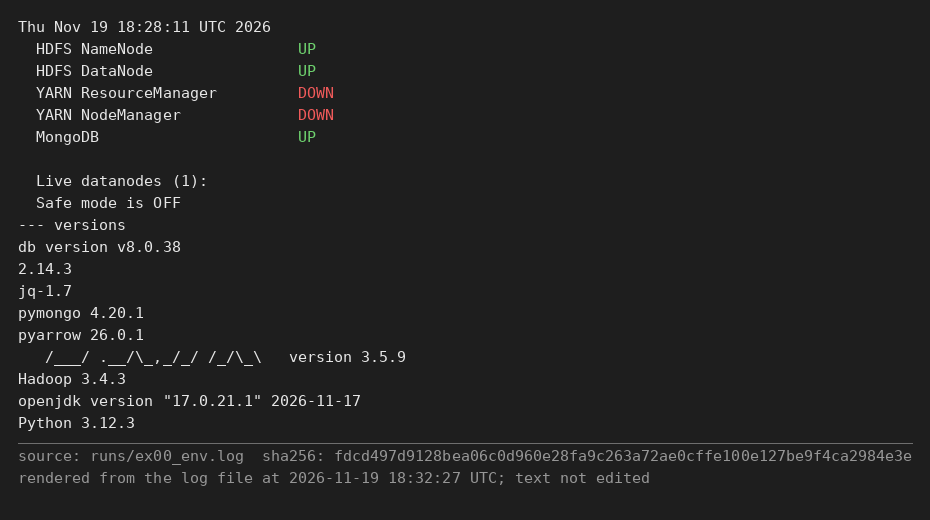 Thu Nov 19 18:28:11 UTC 2026
  HDFS NameNode                UP
  HDFS DataNode                UP
  YARN ResourceManager         DOWN
  YARN NodeManager             DOWN
  MongoDB                      UP

  Live datanodes (1):
  Safe mode is OFF
--- versions
db version v8.0.38
2.14.3
jq-1.7
pymongo 4.20.1
pyarrow 26.0.1
   /___/ .__/\_,_/_/ /_/\_\   version 3.5.9
Hadoop 3.4.3
openjdk version "17.0.21.1" 2026-11-17
Python 3.12.3
source: runs/ex00_env.log  sha256: fdcd497d9128bea06c0d960e28fa9c263a72ae0cffe100e127be9f4ca2984e3e
rendered from the log file at 2026-11-19 18:32:27 UTC; text not edited